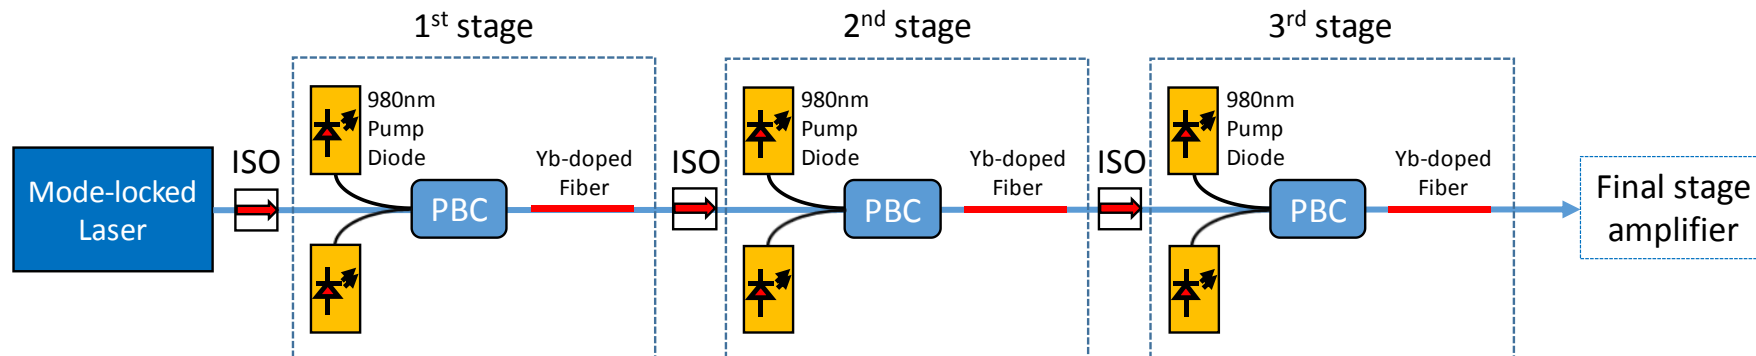 1st stage
2nd stage
3rd stage
Mode-locked
Laser
ISO
980nm
Pump
Diode
PBC
Yb-doped
Fiber
ISO
980nm
Pump
Diode
PBC
Yb-doped
Fiber
ISO
980nm
Pump
Diode
PBC
Yb-doped
Fiber
Final stage
amplifier